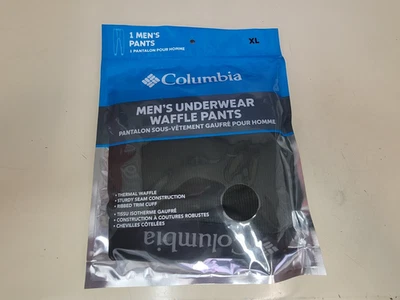 1 MEN'S
PANTS
1 PANTALON POUR HOMME
XL
Columbia
MEN'S UNDERWEAR
WAFFLE PANTS
PANTALON SOUS-VÊTEMENT GAUFRÉ POUR HOMME
• THERMAL WAFFLE
• STURDY SEAM CONSTRUCTION
• RIBBED TRIM CUFF
• TISSU ISOTHERME GAUFRÉ
• CONSTRUCTION À COUTURES ROBUSTES
• CHEVILLES CÔTELÉES
Columbia